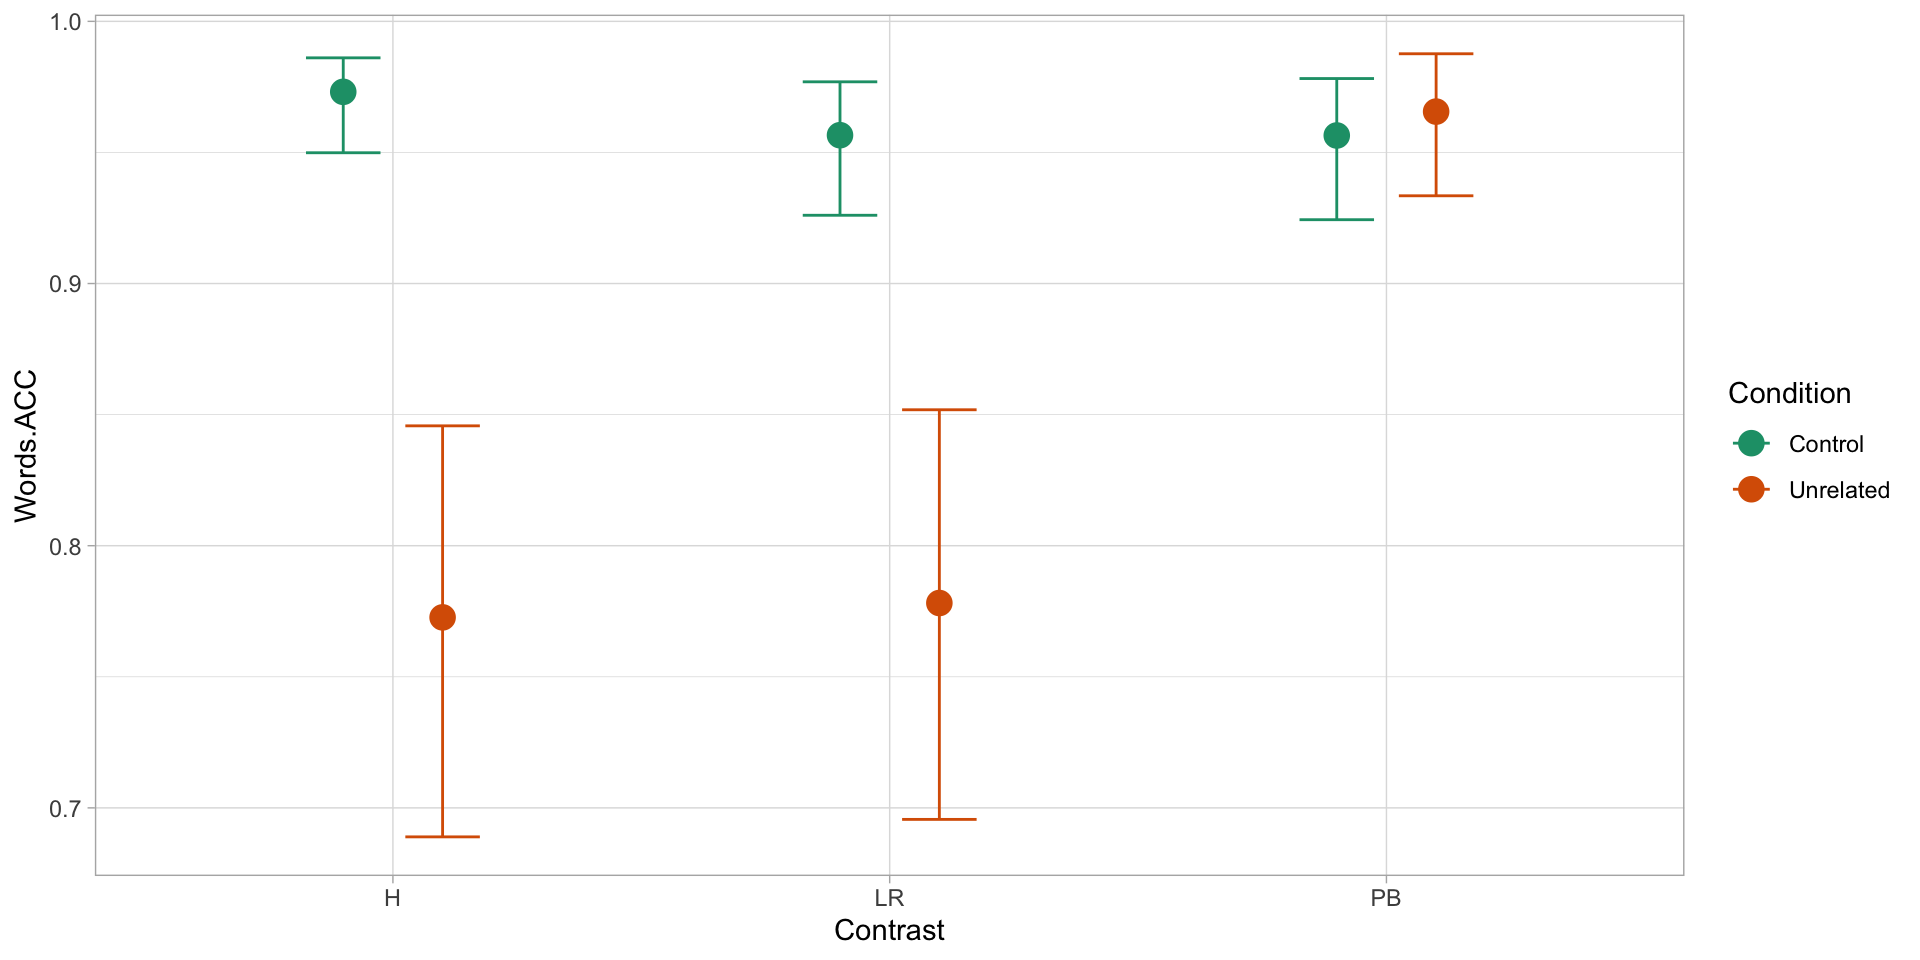 1.0
0.9
0.8
0.7
Words.ACC
H
LR
PB
Contrast
Condition
Control
Unrelated